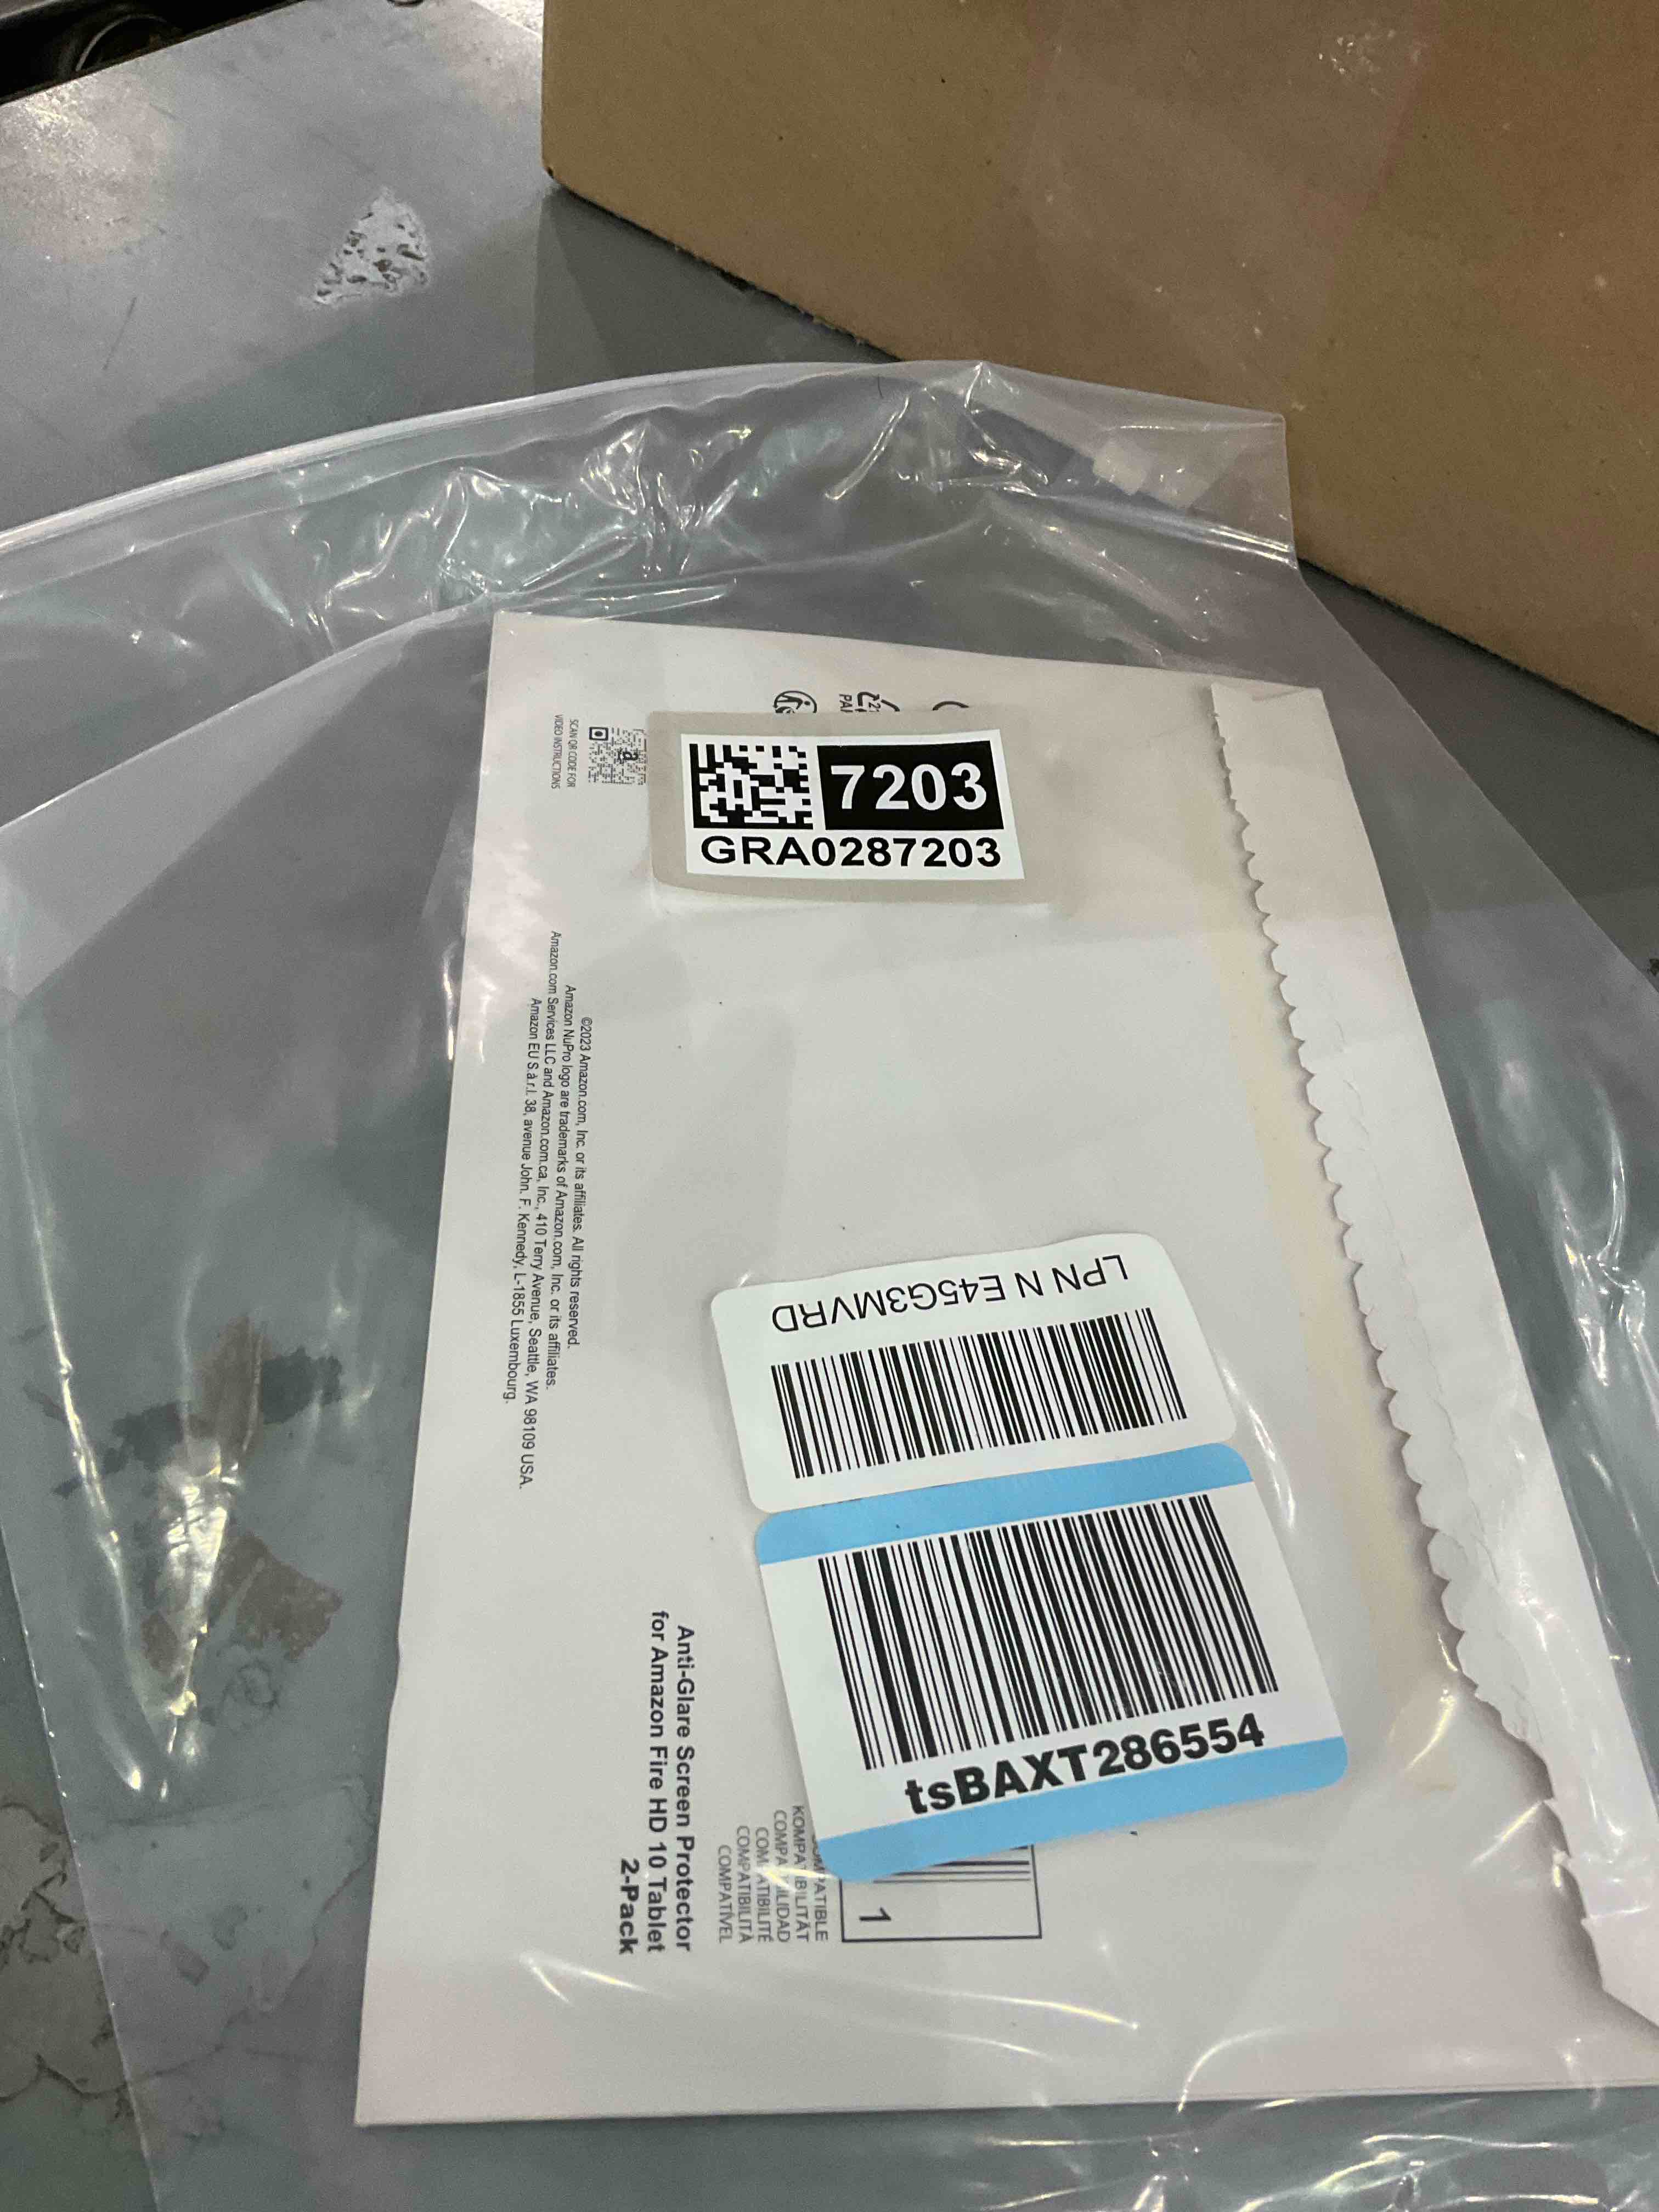 7203
GRA0287203
SCAN QR CODE FOR
VIDEO INSTRUCTIONS
21
©2023 Amazon.com, Inc. or its affiliates. All rights reserved.
Amazon NuPro logo are trademarks of Amazon.com, Inc. or its affiliates.
Amazon.com Services LLC and Amazon.com.ca, Inc., 410 Terry Avenue, Seattle, WA 98109 USA.
Amazon EU S.à r.l. 38, avenue John. F. Kennedy, L-1855 Luxembourg.
LPN N E45G3MVRD
tsBAXT286554
1
COMPATÍVEL
Anti-Glare Screen Protector
for Amazon Fire HD 10 Tablet
2-Pack